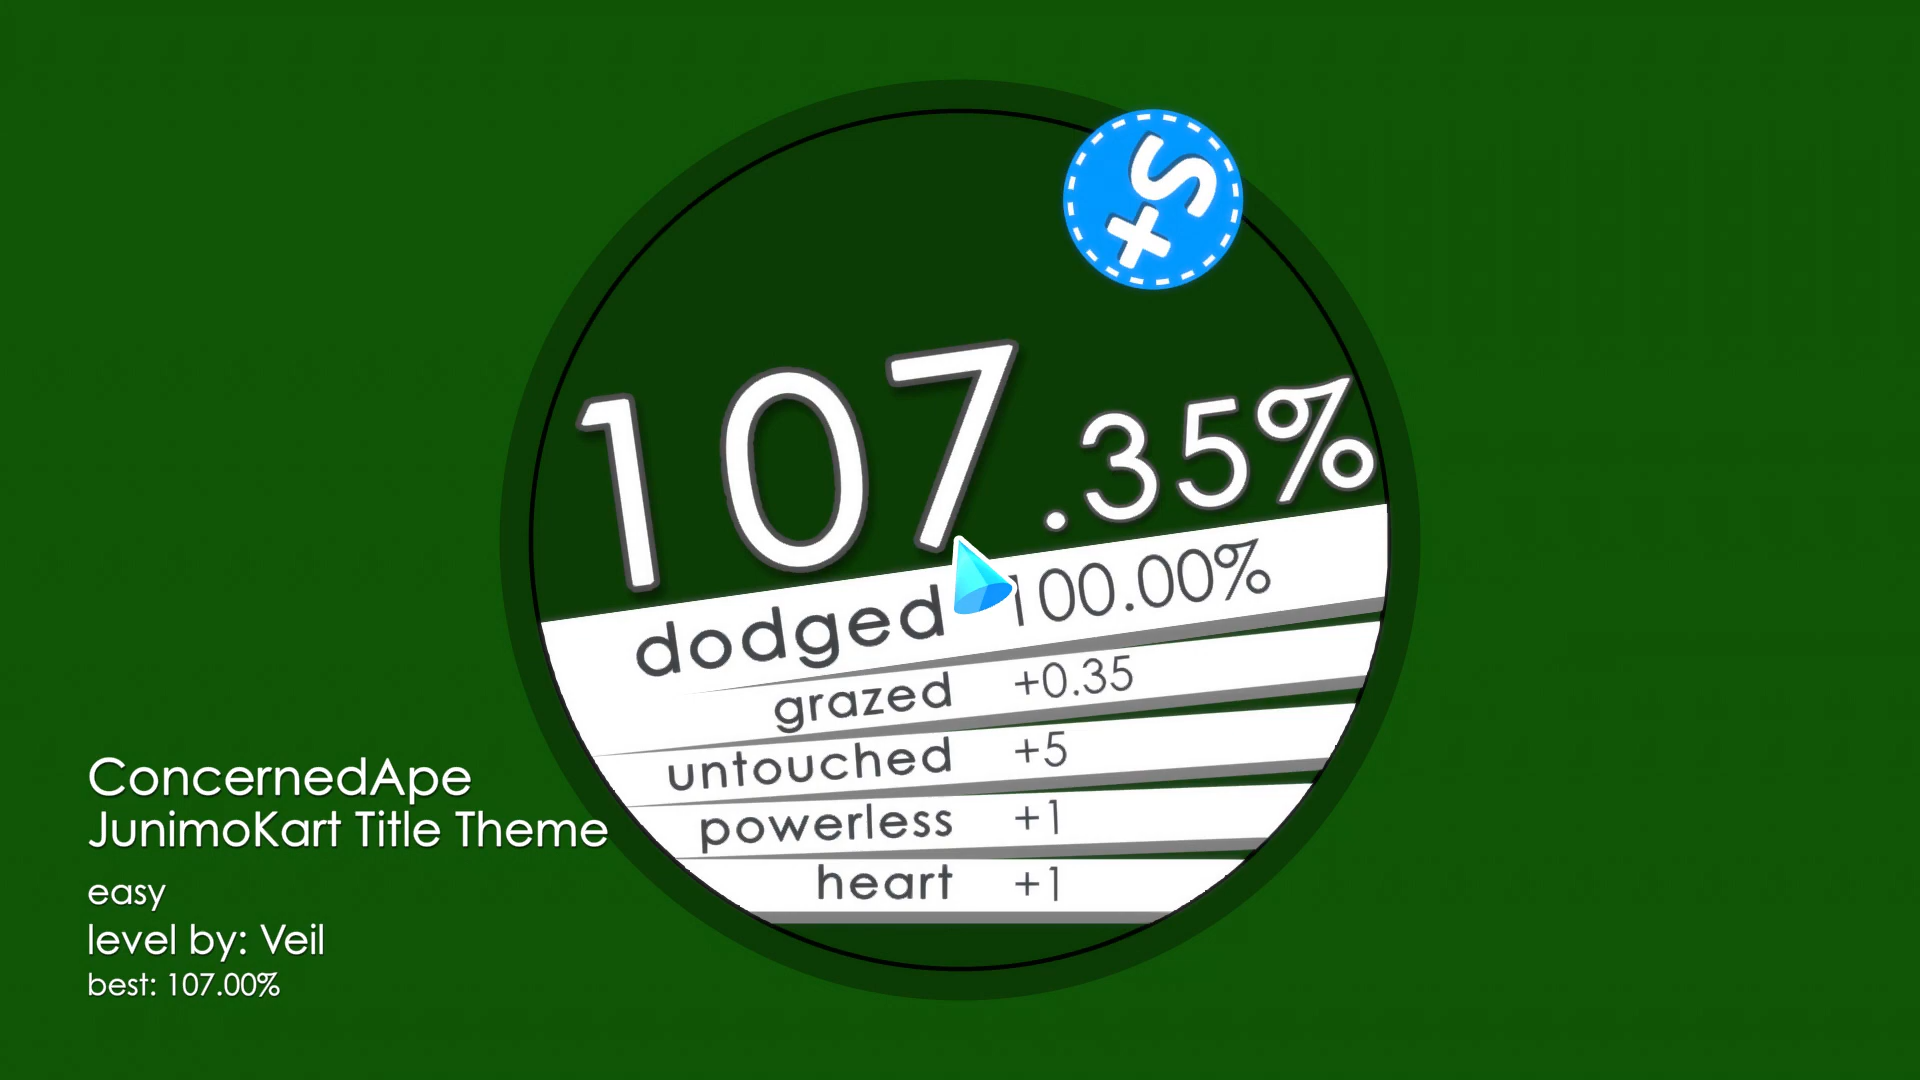 S+
107.35%
dodged 100.00%
grazed +0.35
untouched +5
powerless +1
heart +1
ConcernedApe
JunimoKart Title Theme
easy
level by: Veil
best: 107.00%